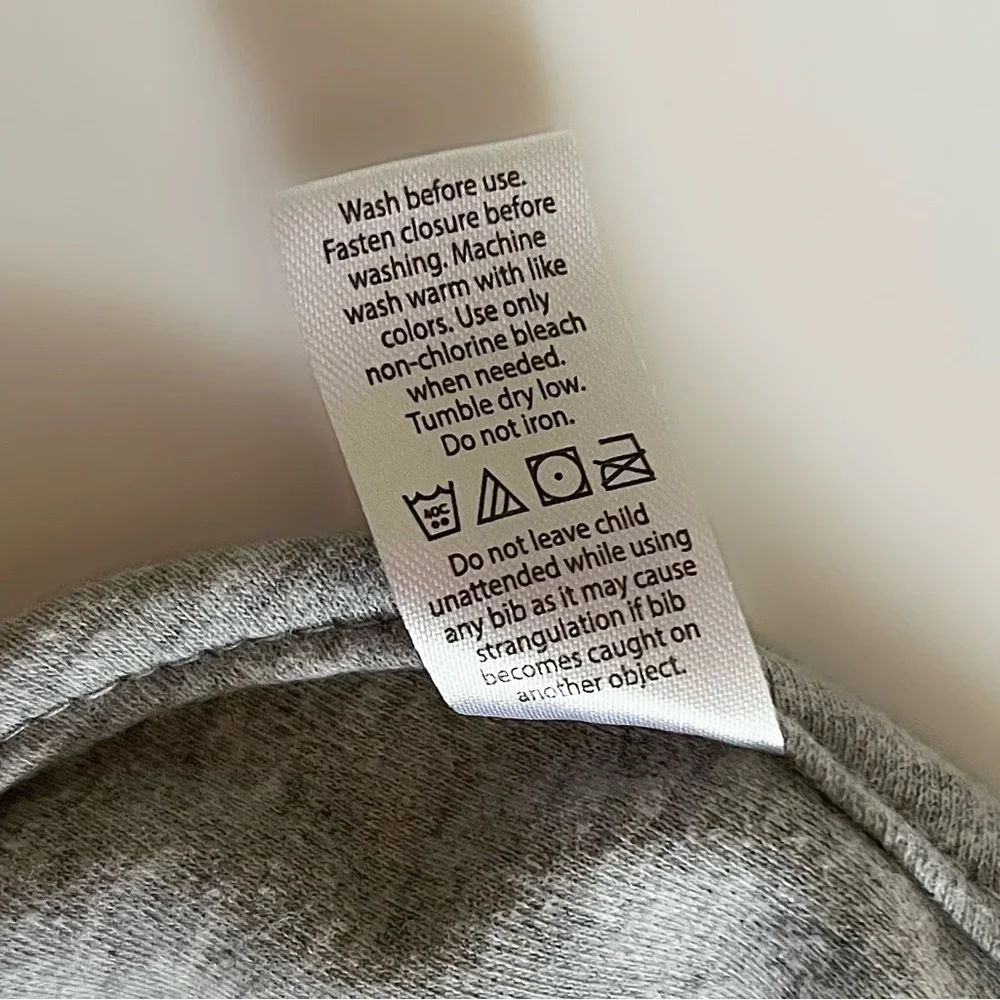 Wash before use.
Fasten closure before
washing. Machine
wash warm with like
colors. Use only
non-chlorine bleach
when needed.
Tumble dry low.
Do not iron.
40C
Do not leave child
unattended while using
any bib as it may cause
strangulation if bib
becomes caught on
another object.